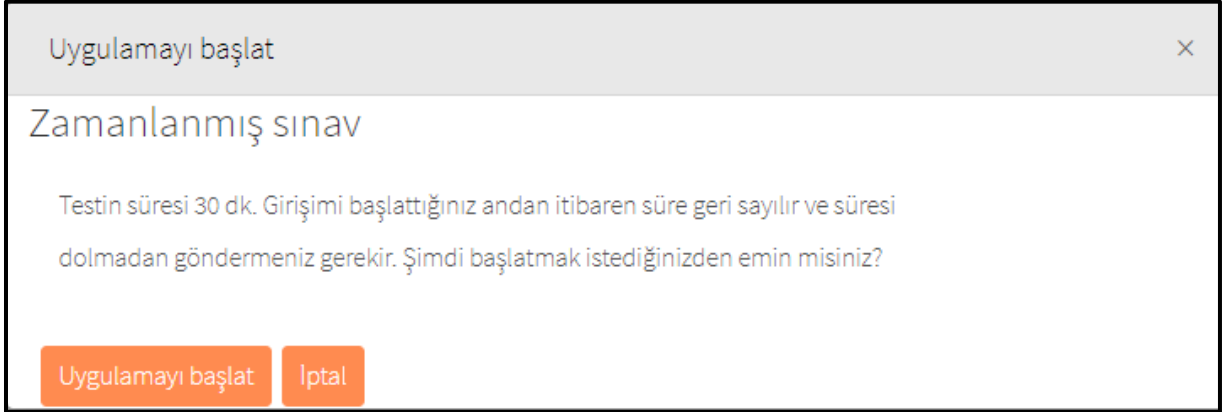 Uygulamayı başlat ×
Zamanlanmış sınav
Testin süresi 30 dk. Girişimi başlattığınız andan itibaren süre geri sayılır ve süresi
dolmadan göndermeniz gerekir. Şimdi başlatmak istediğinizden emin misiniz?
Uygulamayı başlat İptal